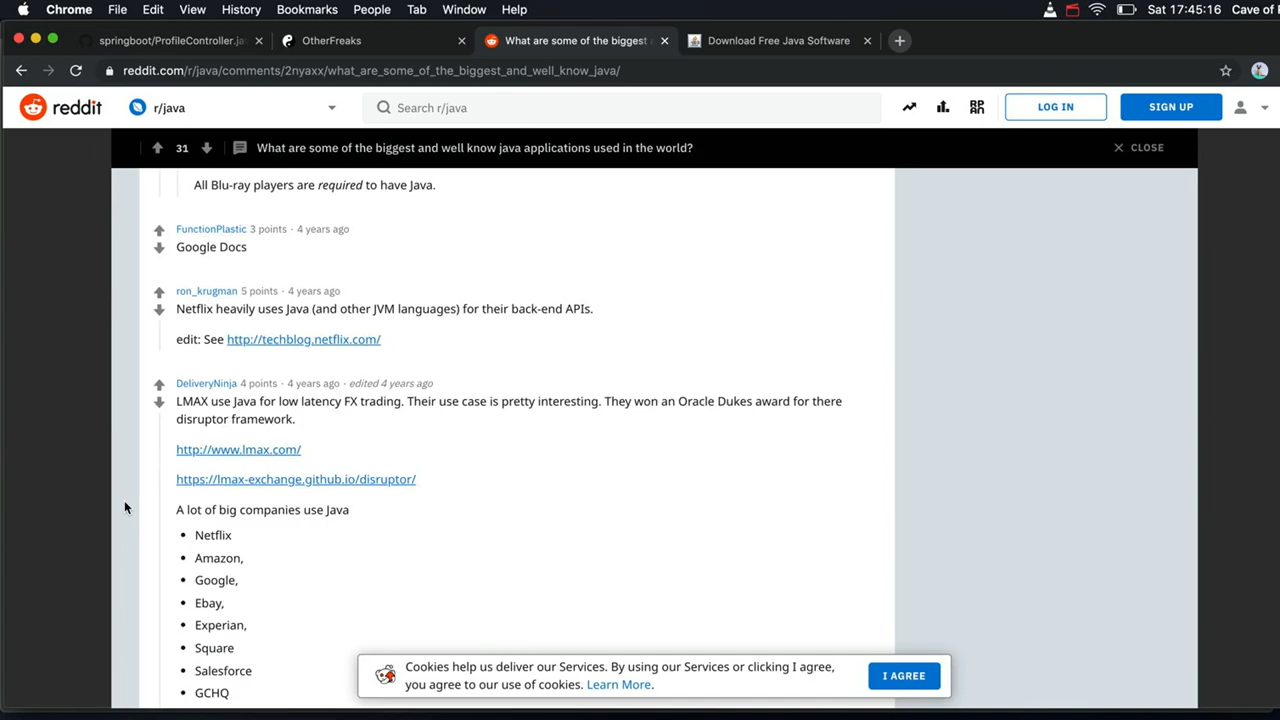 Chrome File Edit View History Bookmarks People Tab Window Help Sat 17:45:16 Cave of
springboot/ProfileController.ja OtherFreaks What are some of the biggest Download Free Java Software
reddit.com/r/java/comments/2nyaxx/what_are_some_of_the_biggest_and_well_know_java/
reddit r/java Search r/java LOG IN SIGN UP
31 What are some of the biggest and well know java applications used in the world? CLOSE
All Blu-ray players are required to have Java.
FunctionPlastic 3 points · 4 years ago
Google Docs
ron_krugman 5 points · 4 years ago
Netflix heavily uses Java (and other JVM languages) for their back-end APIs.
edit: See http://techblog.netflix.com/
DeliveryNinja 4 points · 4 years ago · edited 4 years ago
LMAX use Java for low latency FX trading. Their use case is pretty interesting. They won an Oracle Dukes award for there
disruptor framework.
http://www.lmax.com/
https://lmax-exchange.github.io/disruptor/
A lot of big companies use Java
• Netflix
• Amazon,
• Google,
• Ebay,
• Experian,
• Square
• Salesforce
• GCHQ
Cookies help us deliver our Services. By using our Services or clicking I agree,
you agree to our use of cookies. Learn More.
I AGREE